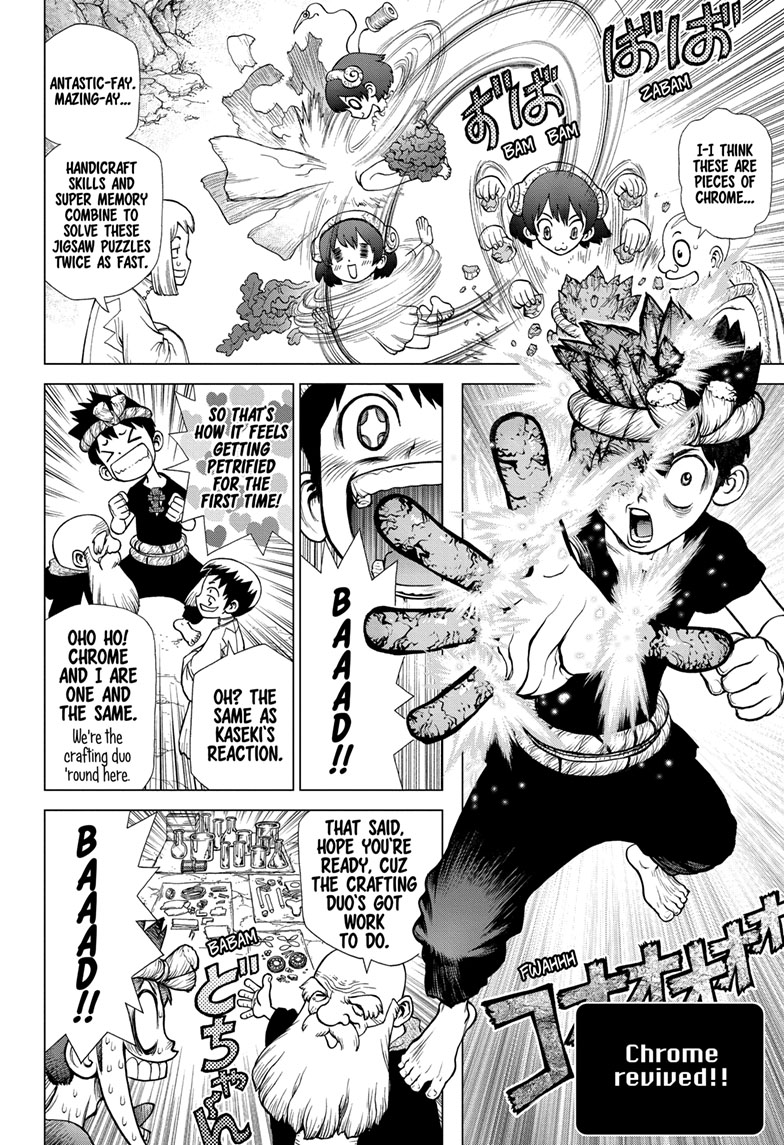 ANTASTIC-FAY.
MAZING-AY...
HANDICRAFT
SKILLS AND
SUPER MEMORY
COMBINE TO
SOLVE THESE
JIGSAW PUZZLES
TWICE AS FAST.
ずばばば
BAM BAM
ZABAM
I-I THINK
THESE ARE
PIECES OF
CHROME...
SO THAT'S
HOW IT FEELS
GETTING
PETRIFIED
FOR THE
FIRST TIME!
OHO HO!
CHROME
AND I ARE
ONE AND
THE SAME.
We're the
crafting duo
'round here.
OH? THE
SAME AS
KASEKI'S
REACTION.
BAAAD!!
FWAHHH
Chrome
revived!!
THAT SAID,
HOPE YOU'RE
READY, CUZ
THE CRAFTING
DUO'S GOT
WORK
TO DO.
BABAM
どちゃん
BAAAD!!